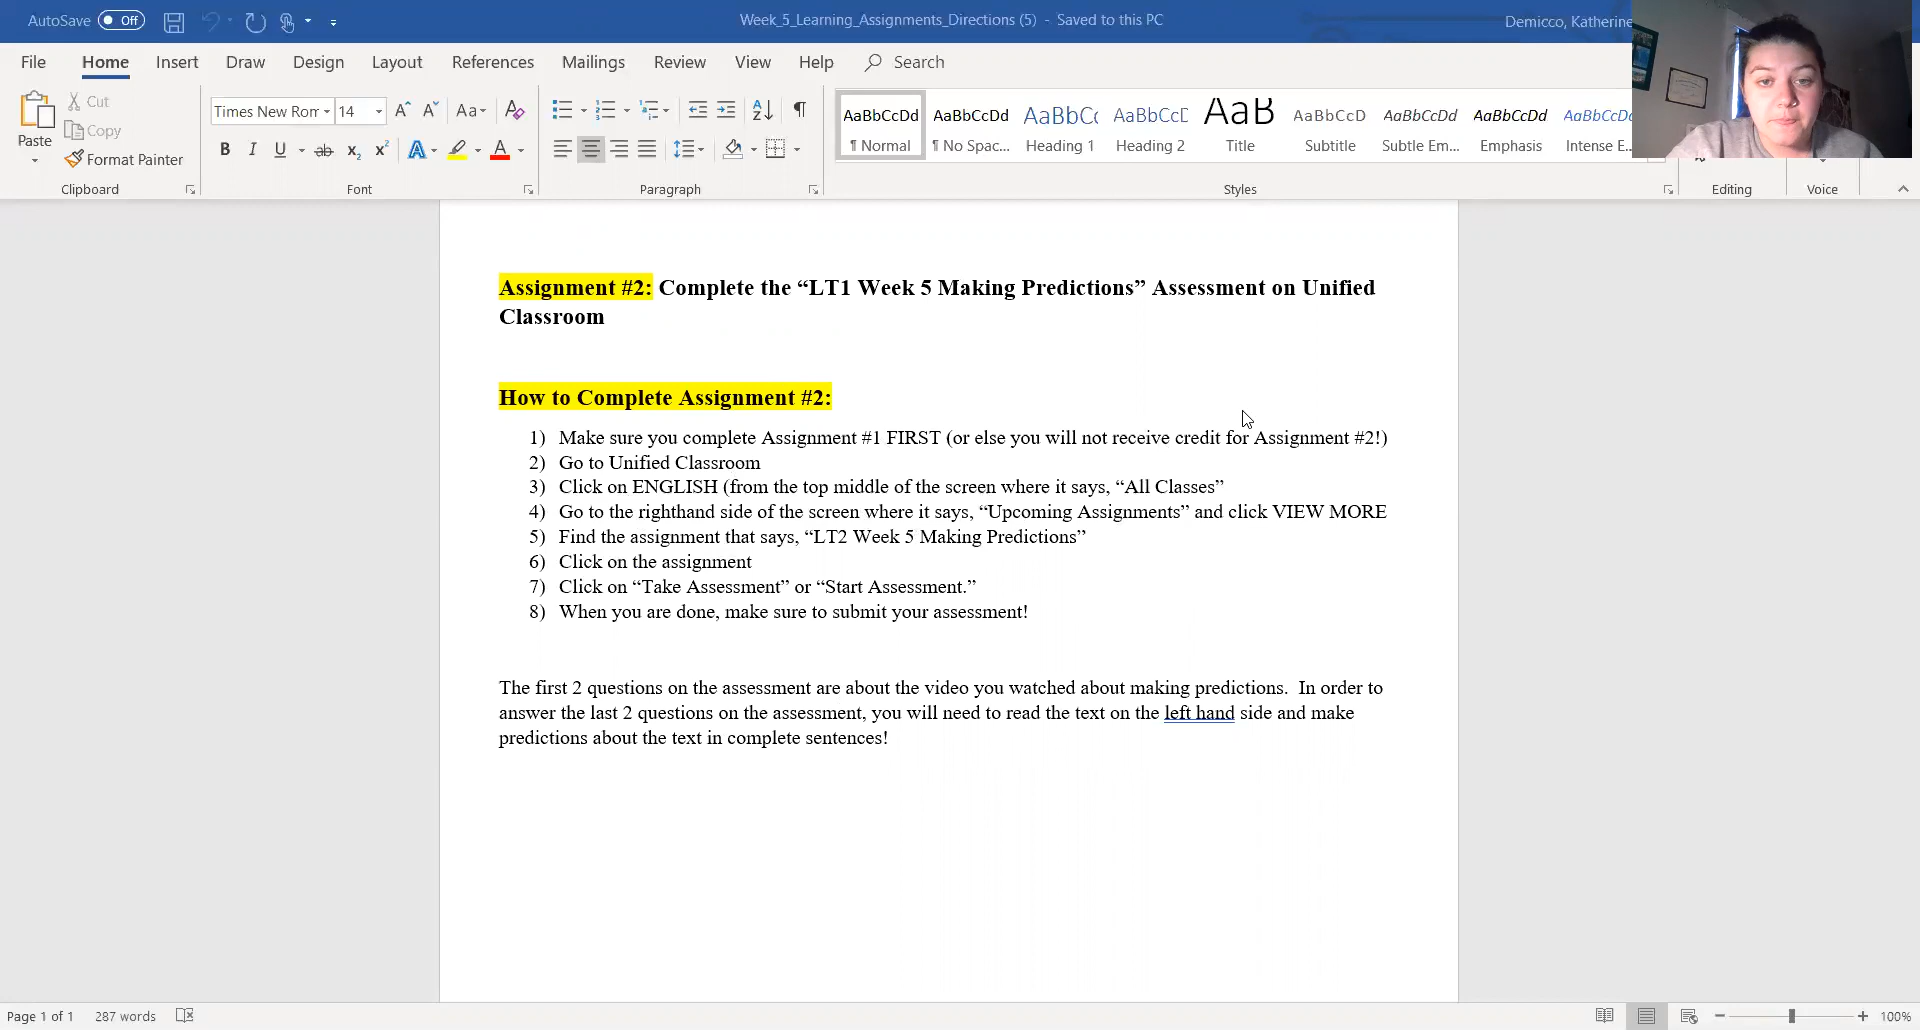 AutoSave Off
Week_5_Learning_Assignments_Directions (5) - Saved to this PC
Demicco, Katherine
File Home Insert Draw Design Layout References Mailings Review View Help Search
Paste
Cut
Copy
Format Painter
Clipboard
Times New Ror 14
Aa
B I U ab x₂ x² A A
Font
Paragraph
AaBbCcDd AaBbCcDd AaBbCc AaBbCcD AaB AaBbCcD AaBbCcDd AaBbCcDd AaBbCcDd
¶ Normal ¶ No Spac... Heading 1 Heading 2 Title Subtitle Subtle Em... Emphasis Intense E...
Styles
Editing
Voice
Assignment #2: Complete the “LT1 Week 5 Making Predictions” Assessment on Unified
Classroom
How to Complete Assignment #2:
1) Make sure you complete Assignment #1 FIRST (or else you will not receive credit for Assignment #2!)
2) Go to Unified Classroom
3) Click on ENGLISH (from the top middle of the screen where it says, “All Classes”
4) Go to the righthand side of the screen where it says, “Upcoming Assignments” and click VIEW MORE
5) Find the assignment that says, “LT2 Week 5 Making Predictions”
6) Click on the assignment
7) Click on “Take Assessment” or “Start Assessment.”
8) When you are done, make sure to submit your assessment!
The first 2 questions on the assessment are about the video you watched about making predictions. In order to
answer the last 2 questions on the assessment, you will need to read the text on the left hand side and make
predictions about the text in complete sentences!
Page 1 of 1 287 words
100%